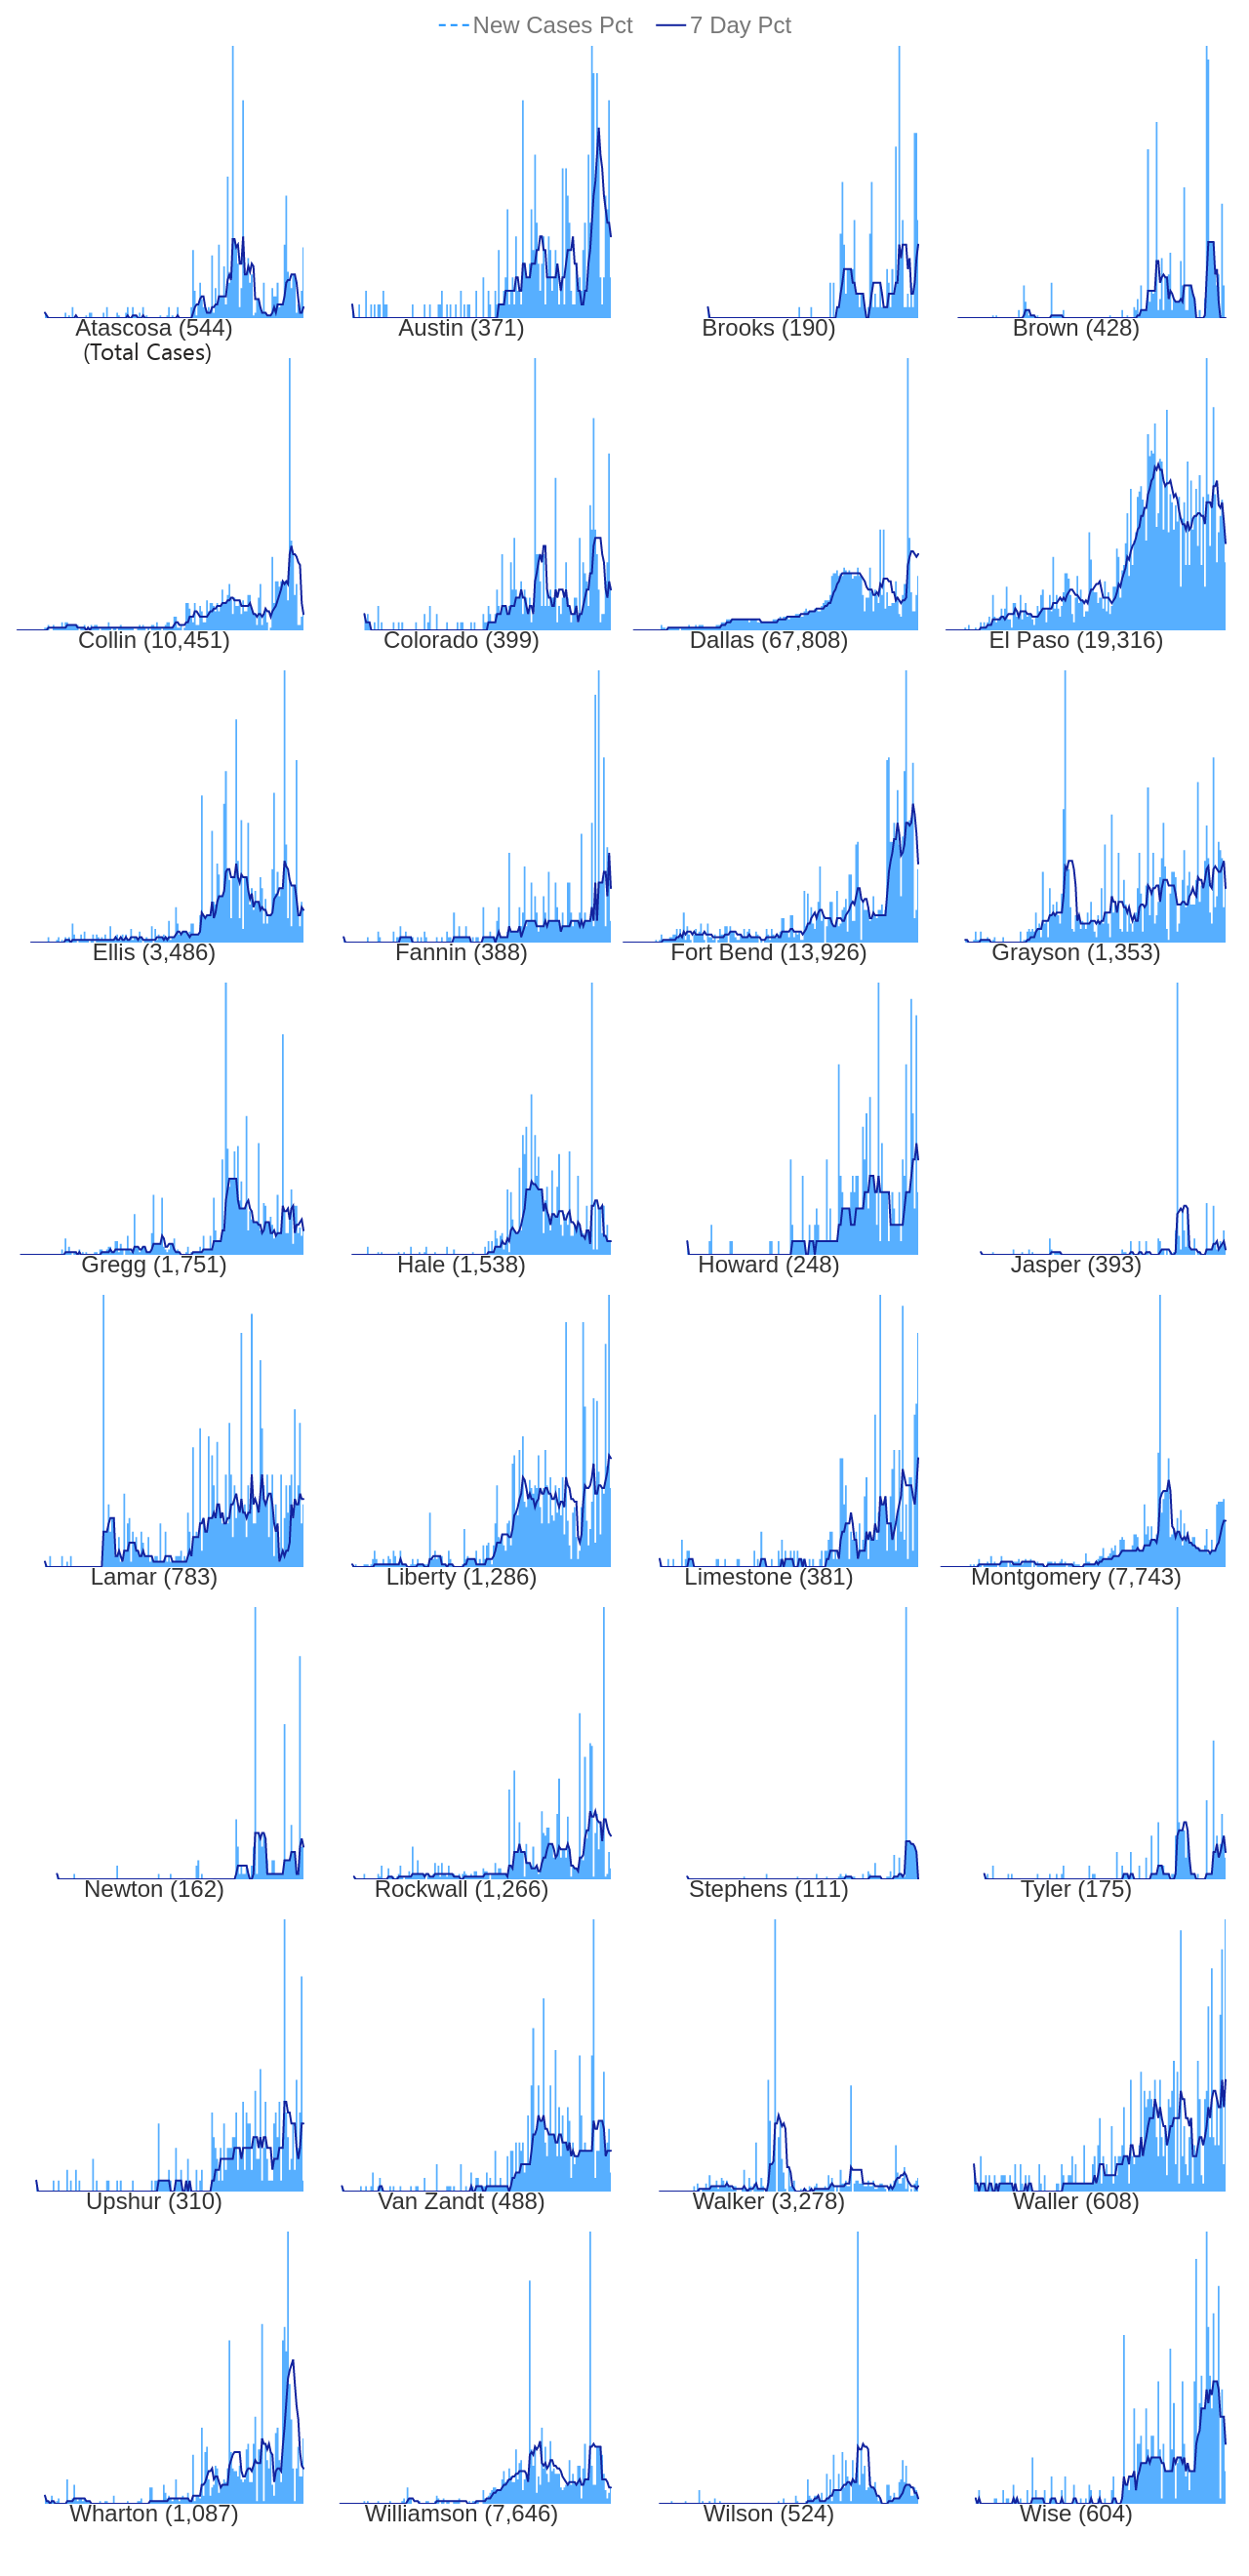 New Cases Pct 7 Day Pct
Atascosa (544) Austin (371) Brooks (190) Brown (428)
(Total Cases)
Collin (10,451) Colorado (399) Dallas (67,808) El Paso (19,316)
Ellis (3,486) Fannin (388) Fort Bend (13,926) Grayson (1,353)
Gregg (1,751) Hale (1,538) Howard (248) Jasper (393)
Lamar (783) Liberty (1,286) Limestone (381) Montgomery (7,743)
Newton (162) Rockwall (1,266) Stephens (111) Tyler (175)
Upshur (310) Van Zandt (488) Walker (3,278) Waller (608)
Wharton (1,087) Williamson (7,646) Wilson (524) Wise (604)